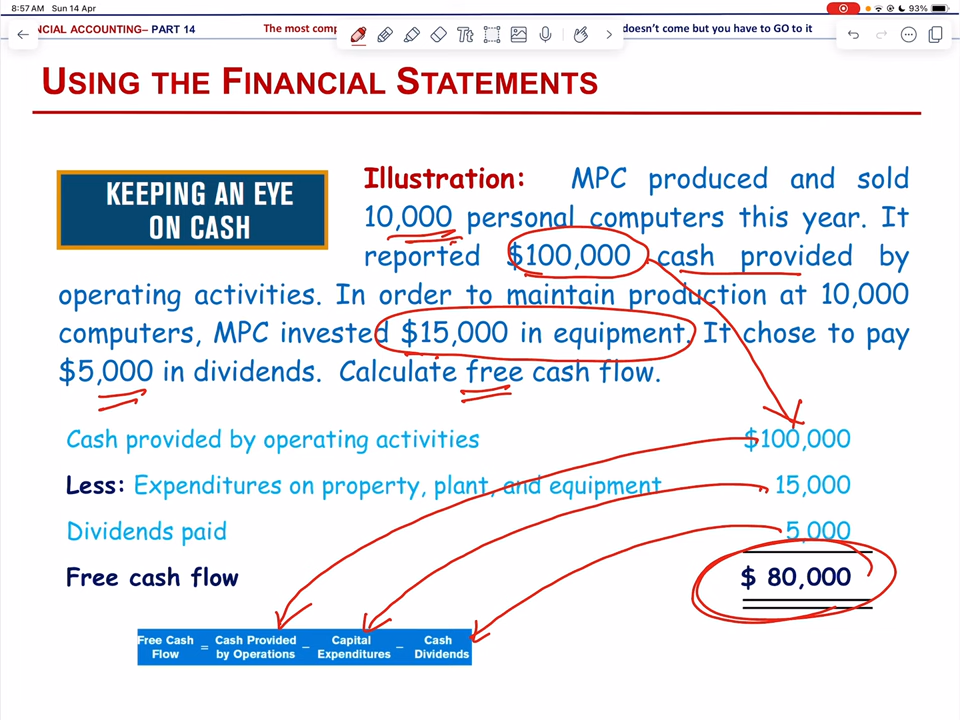 8:57 AM Sun 14 Apr
93%
NCIAL ACCOUNTING– PART 14
The most comp
doesn't come but you have to GO to it
USING THE FINANCIAL STATEMENTS
KEEPING AN EYE
ON CASH
Illustration: MPC produced and sold
10,000 personal computers this year. It
reported $100,000 cash provided by
operating activities. In order to maintain production at 10,000
computers, MPC invested $15,000 in equipment. It chose to pay
$5,000 in dividends. Calculate free cash flow.
Cash provided by operating activities $100,000
Less: Expenditures on property, plant, and equipment 15,000
Dividends paid 5,000
Free cash flow $ 80,000
Free Cash Flow = Cash Provided by Operations – Capital Expenditures – Cash Dividends